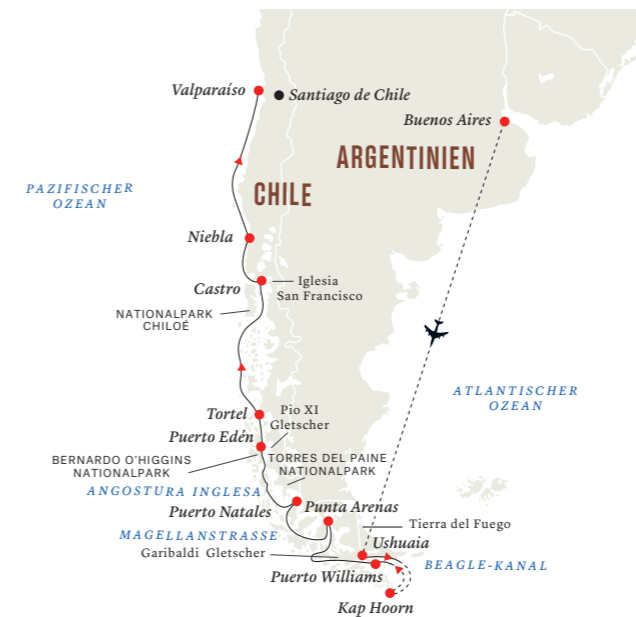 Valparaíso
Santiago de Chile
Buenos Aires
ARGENTINIEN
PAZIFISCHER
OZEAN
CHILE
Niebla
Castro
Iglesia
San Francisco
NATIONALPARK
CHILOÉ
ATLANTISCHER
OZEAN
Tortel
Pio XI
Gletscher
Puerto Edén
BERNARDO O'HIGGINS
NATIONALPARK
TORRES DEL PAINE
NATIONALPARK
ANGOSTURA INGLESA
Puerto Natales
Punta Arenas
MAGELLANSTRASSE
Tierra del Fuego
Garibaldi Gletscher
Ushuaia
BEAGLE-KANAL
Puerto Williams
Kap Hoorn